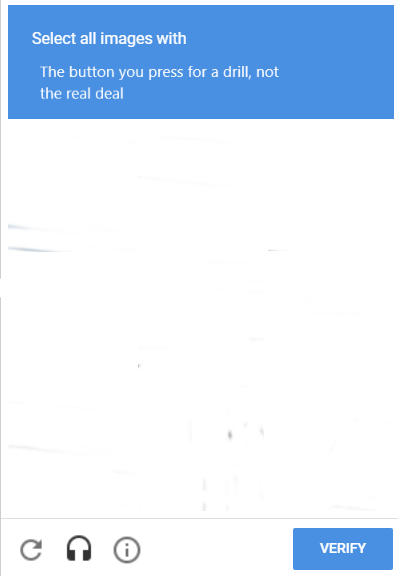 Select all images with
The button you press for a drill, not
the real deal
VERIFY